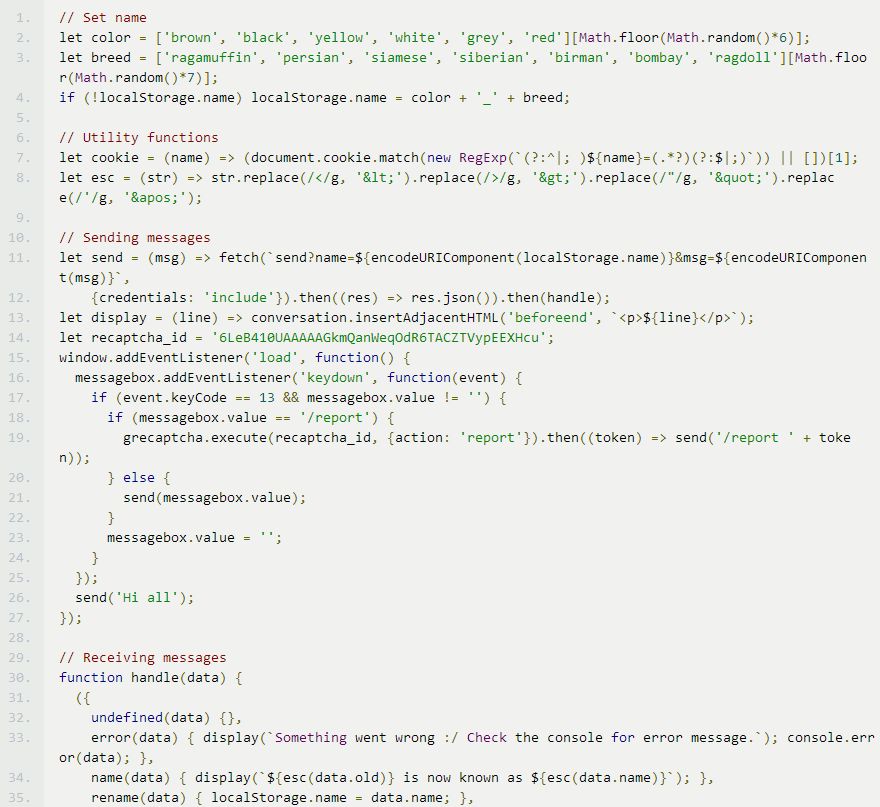 1. // Set name
2. let color = ['brown', 'black', 'yellow', 'white', 'grey', 'red'][Math.floor(Math.random()*6)];
3. let breed = ['ragamuffin', 'persian', 'siamese', 'siberian', 'birman', 'bombay', 'ragdoll'][Math.floo
r(Math.random()*7)];
4. if (!localStorage.name) localStorage.name = color + '_' + breed;
5.
6. // Utility functions
7. let cookie = (name) => (document.cookie.match(new RegExp(`(?:^|; )${name}=(.*?)(?:$|;)`)) || [])[1];
8. let esc = (str) => str.replace(/</g, '&lt;').replace(/>/g, '&gt;').replace(/"/g, '&quot;').replac
e(/'/g, '&apos;');
9.
10. // Sending messages
11. let send = (msg) => fetch(`send?name=${encodeURIComponent(localStorage.name)}&msg=${encodeURIComponen
t(msg)}`,
12. {credentials: 'include'}).then((res) => res.json()).then(handle);
13. let display = (line) => conversation.insertAdjacentHTML('beforeend', `<p>${line}</p>`);
14. let recaptcha_id = '6LeB410UAAAAAGkmQanWeqOdR6TACZTVypEEXHcu';
15. window.addEventListener('load', function() {
16. messagebox.addEventListener('keydown', function(event) {
17. if (event.keyCode == 13 && messagebox.value != '') {
18. if (messagebox.value == '/report') {
19. grecaptcha.execute(recaptcha_id, {action: 'report'}).then((token) => send('/report ' + toke
n));
20. } else {
21. send(messagebox.value);
22. }
23. messagebox.value = '';
24. }
25. });
26. send('Hi all');
27. });
28.
29. // Receiving messages
30. function handle(data) {
31. ({
32. undefined(data) {},
33. error(data) { display(`Something went wrong :/ Check the console for error message.`); console.err
or(data); },
34. name(data) { display(`${esc(data.old)} is now known as ${esc(data.name)}`); },
35. rename(data) { localStorage.name = data.name; },